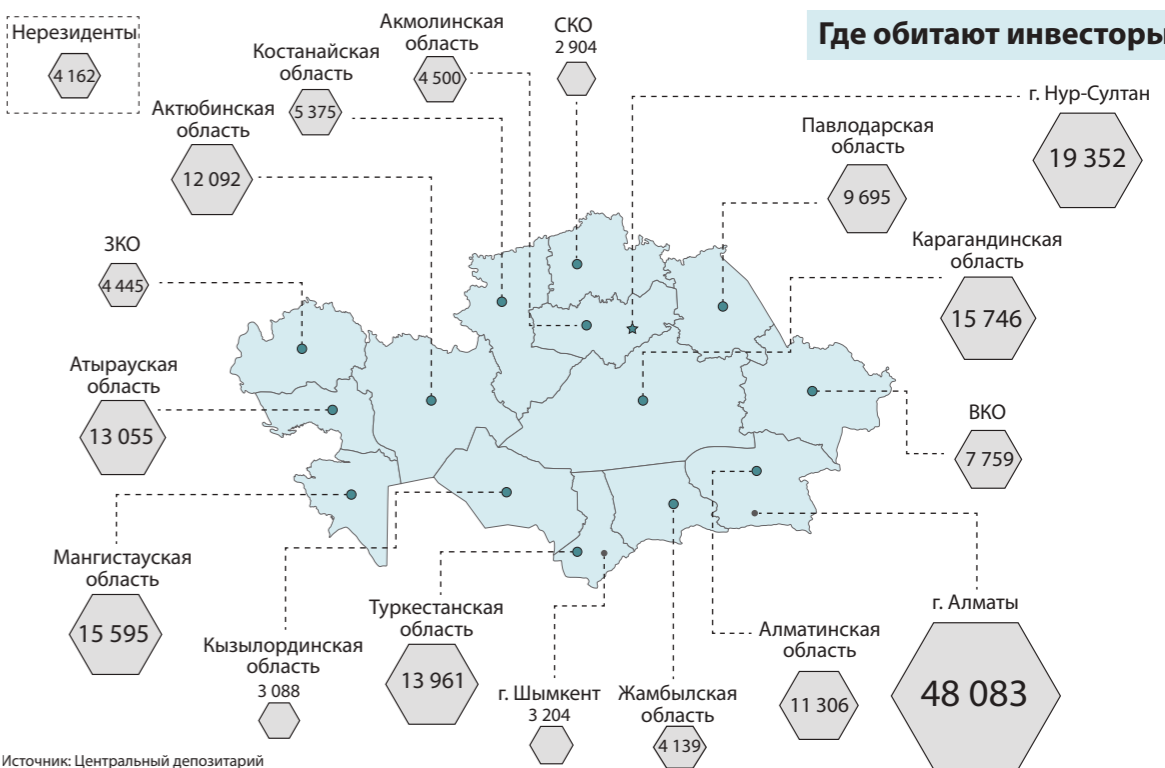 Где обитают инвесторы
Нерезиденты
4 162
Акмолинская
область
4 500
СКО
2 904
Костанайская
область
5 375
г. Нур-Султан
19 352
Актюбинская
область
12 092
Павлодарская
область
9 695
ЗКО
4 445
Карагандинская
область
15 746
Атырауская
область
13 055
ВКО
7 759
Мангистауская
область
15 595
Кызылординская
область
3 088
Туркестанская
область
13 961
г. Шымкент
3 204
Жамбылская
область
4 139
Алматинская
область
11 306
г. Алматы
48 083
Источник: Центральный депозитарий